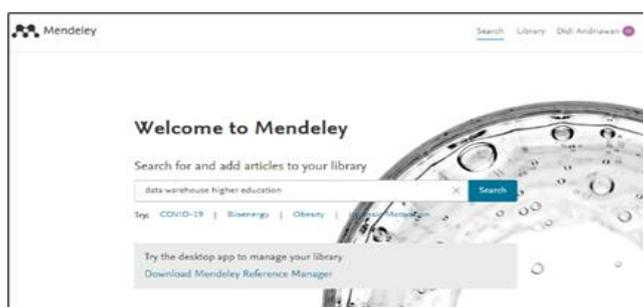 Mendeley
Search Library Didi Andriawan
Welcome to Mendeley
Search for and add articles to your library
data warehouse higher education × Search
Try: COVID-19 | Bioenergy | Obesity | Motivation
Try the desktop app to manage your library
Download Mendeley Reference Manager